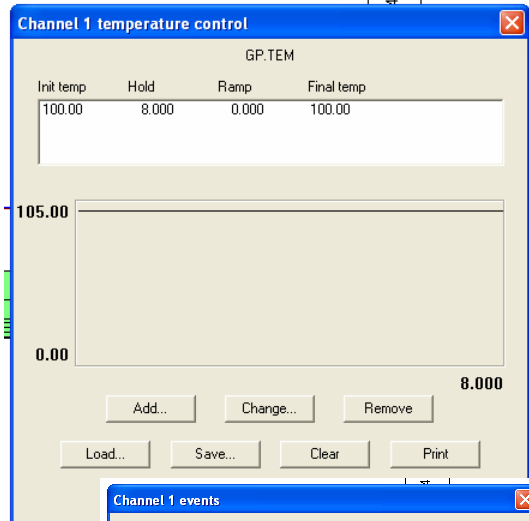 Channel 1 temperature control
GP.TEM
Init temp Hold Ramp Final temp
100.00 8.000 0.000 100.00
105.00
0.00
8.000
Add... Change... Remove
Load... Save... Clear Print
Channel 1 events